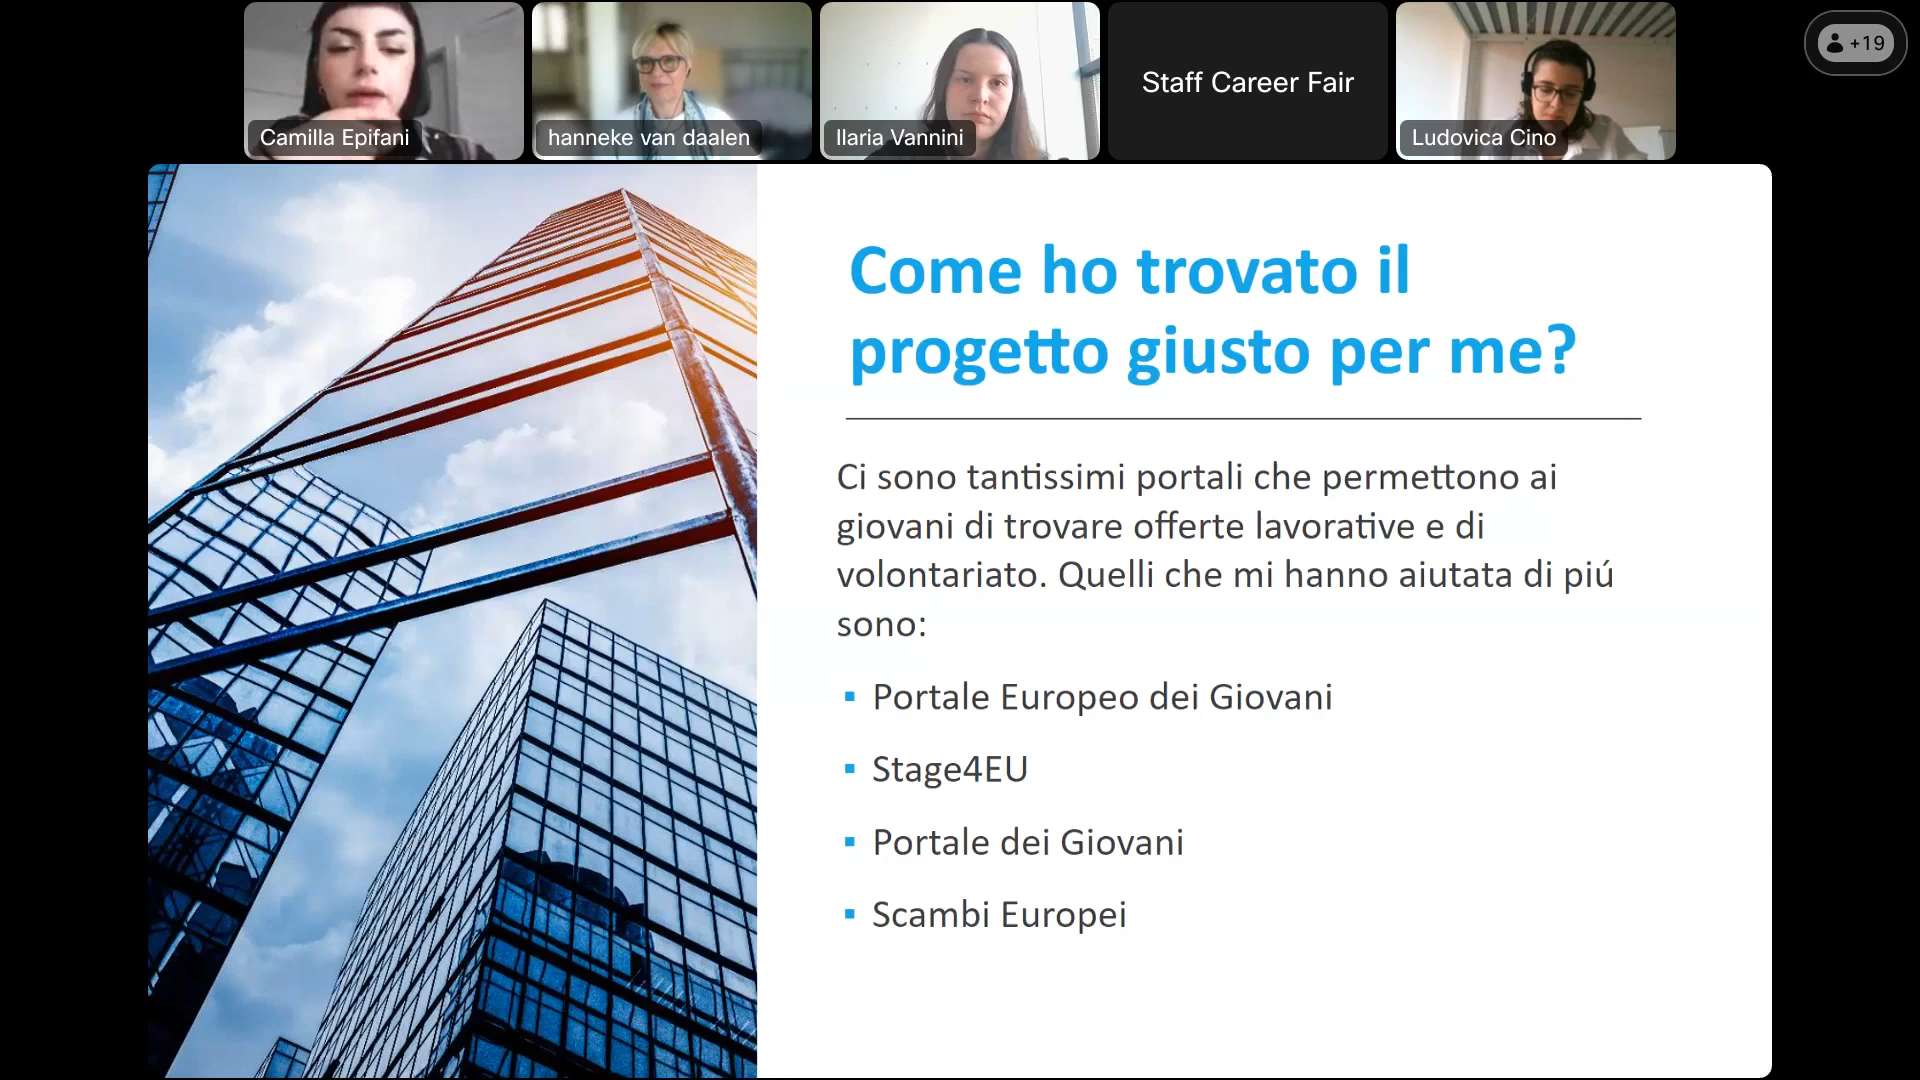 Camilla Epifani
hanneke van daalen
Ilaria Vannini
Staff Career Fair
Ludovica Cino
+19
Come ho trovato il
progetto giusto per me?
Ci sono tantissimi portali che permettono ai
giovani di trovare offerte lavorative e di
volontariato. Quelli che mi hanno aiutata di piú
sono:
▪ Portale Europeo dei Giovani
▪ Stage4EU
▪ Portale dei Giovani
▪ Scambi Europei